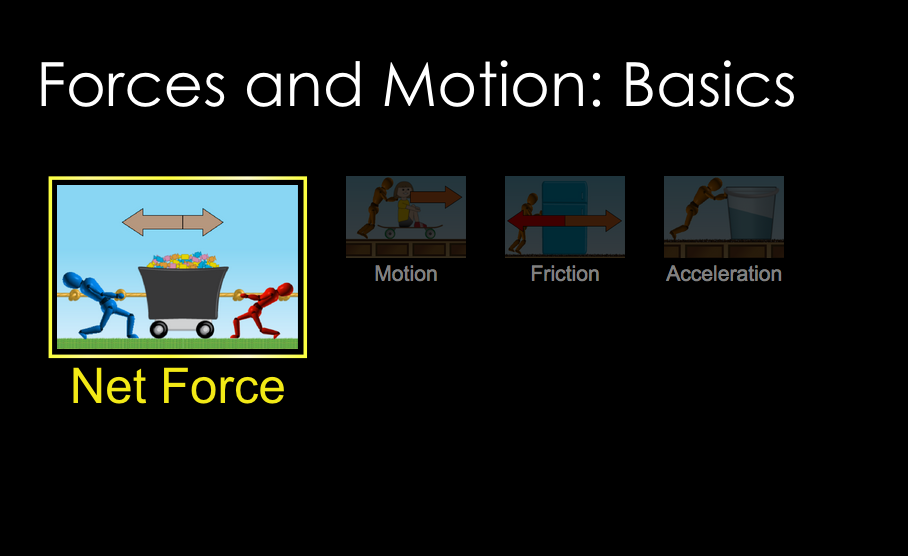 Forces and Motion: Basics
Net Force
Motion
Friction
Acceleration